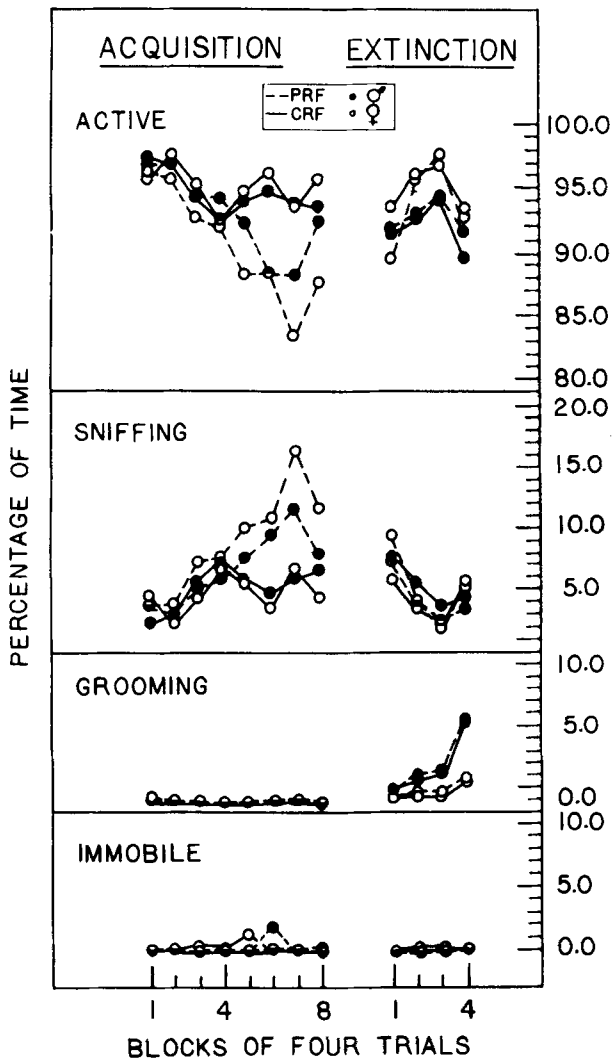 ACQUISITION EXTINCTION
---PRF ● ♂
— CRF ○ ♀
ACTIVE
100.0
95.0
90.0
85.0
80.0
SNIFFING
20.0
15.0
10.0
5.0
GROOMING
10.0
5.0
0.0
IMMOBILE
10.0
5.0
0.0
PERCENTAGE OF TIME
1 4 8 1 4
BLOCKS OF FOUR TRIALS